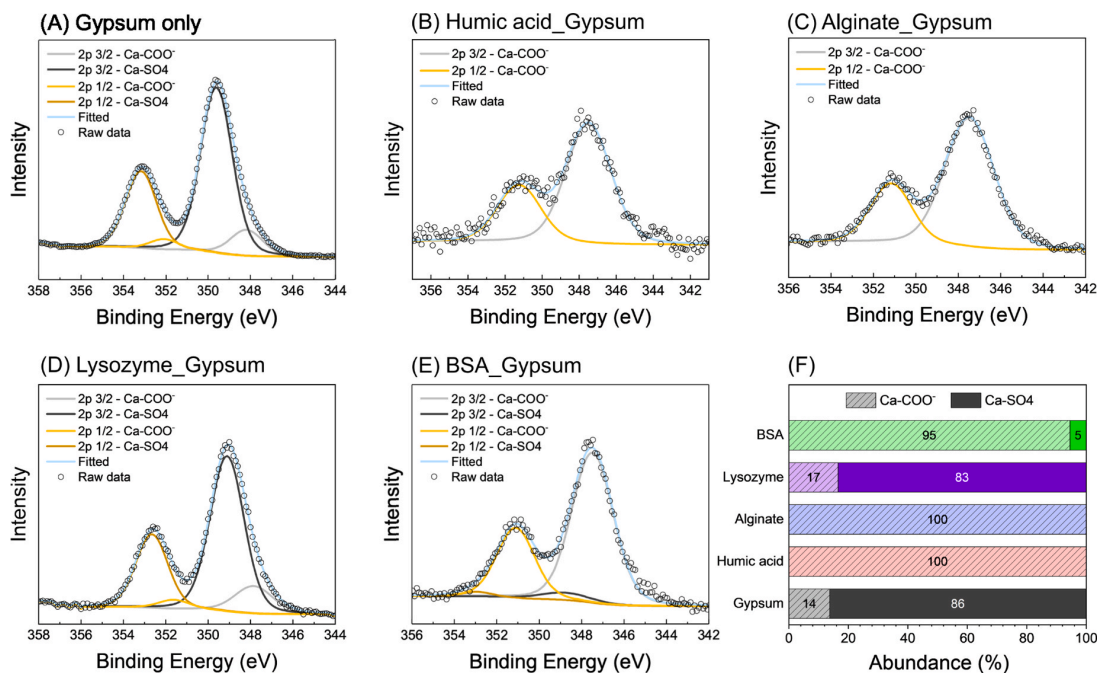 (A) Gypsum only
2p 3/2 - Ca-COO⁻
2p 3/2 - Ca-SO4
2p 1/2 - Ca-COO⁻
2p 1/2 - Ca-SO4
Fitted
Raw data
Intensity
358 356 354 352 350 348 346 344
Binding Energy (eV)
(B) Humic acid_Gypsum
2p 3/2 - Ca-COO⁻
2p 1/2 - Ca-COO⁻
Fitted
Raw data
Intensity
356 354 352 350 348 346 344 342
Binding Energy (eV)
(C) Alginate_Gypsum
2p 3/2 - Ca-COO⁻
2p 1/2 - Ca-COO⁻
Fitted
Raw data
Intensity
356 354 352 350 348 346 344 342
Binding Energy (eV)
(D) Lysozyme_Gypsum
2p 3/2 - Ca-COO⁻
2p 3/2 - Ca-SO4
2p 1/2 - Ca-COO⁻
2p 1/2 - Ca-SO4
Fitted
Raw data
Intensity
358 356 354 352 350 348 346 344
Binding Energy (eV)
(E) BSA_Gypsum
2p 3/2 - Ca-COO⁻
2p 3/2 - Ca-SO4
2p 1/2 - Ca-COO⁻
2p 1/2 - Ca-SO4
Fitted
Raw data
Intensity
356 354 352 350 348 346 344 342
Binding Energy (eV)
(F)
Ca-COO⁻ Ca-SO4
BSA 95 5
Lysozyme 17 83
Alginate 100
Humic acid 100
Gypsum 14 86
0 20 40 60 80 100
Abundance (%)